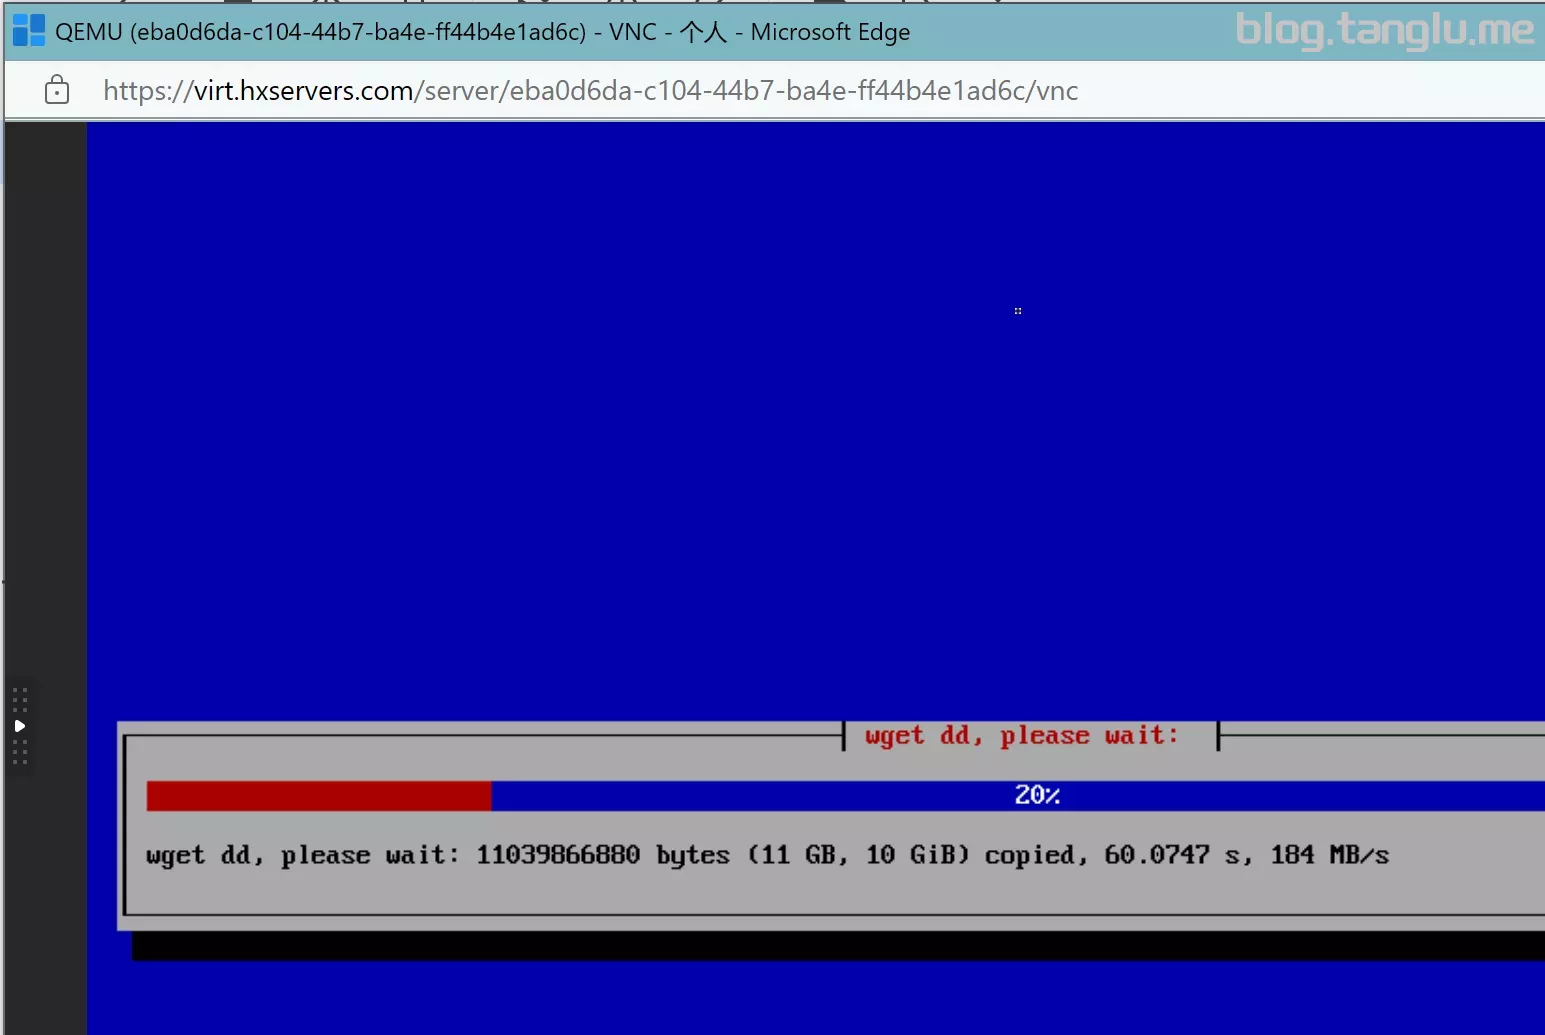 QEMU (eba0d6da-c104-44b7-ba4e-ff44b4e1ad6c) - VNC - 个人 - Microsoft Edge
blog.tanglu.me
https://virt.hxservers.com/server/eba0d6da-c104-44b7-ba4e-ff44b4e1ad6c/vnc
wget dd, please wait:
20%
wget dd, please wait: 11039866880 bytes (11 GB, 10 GiB) copied, 60.0747 s, 184 MB/s